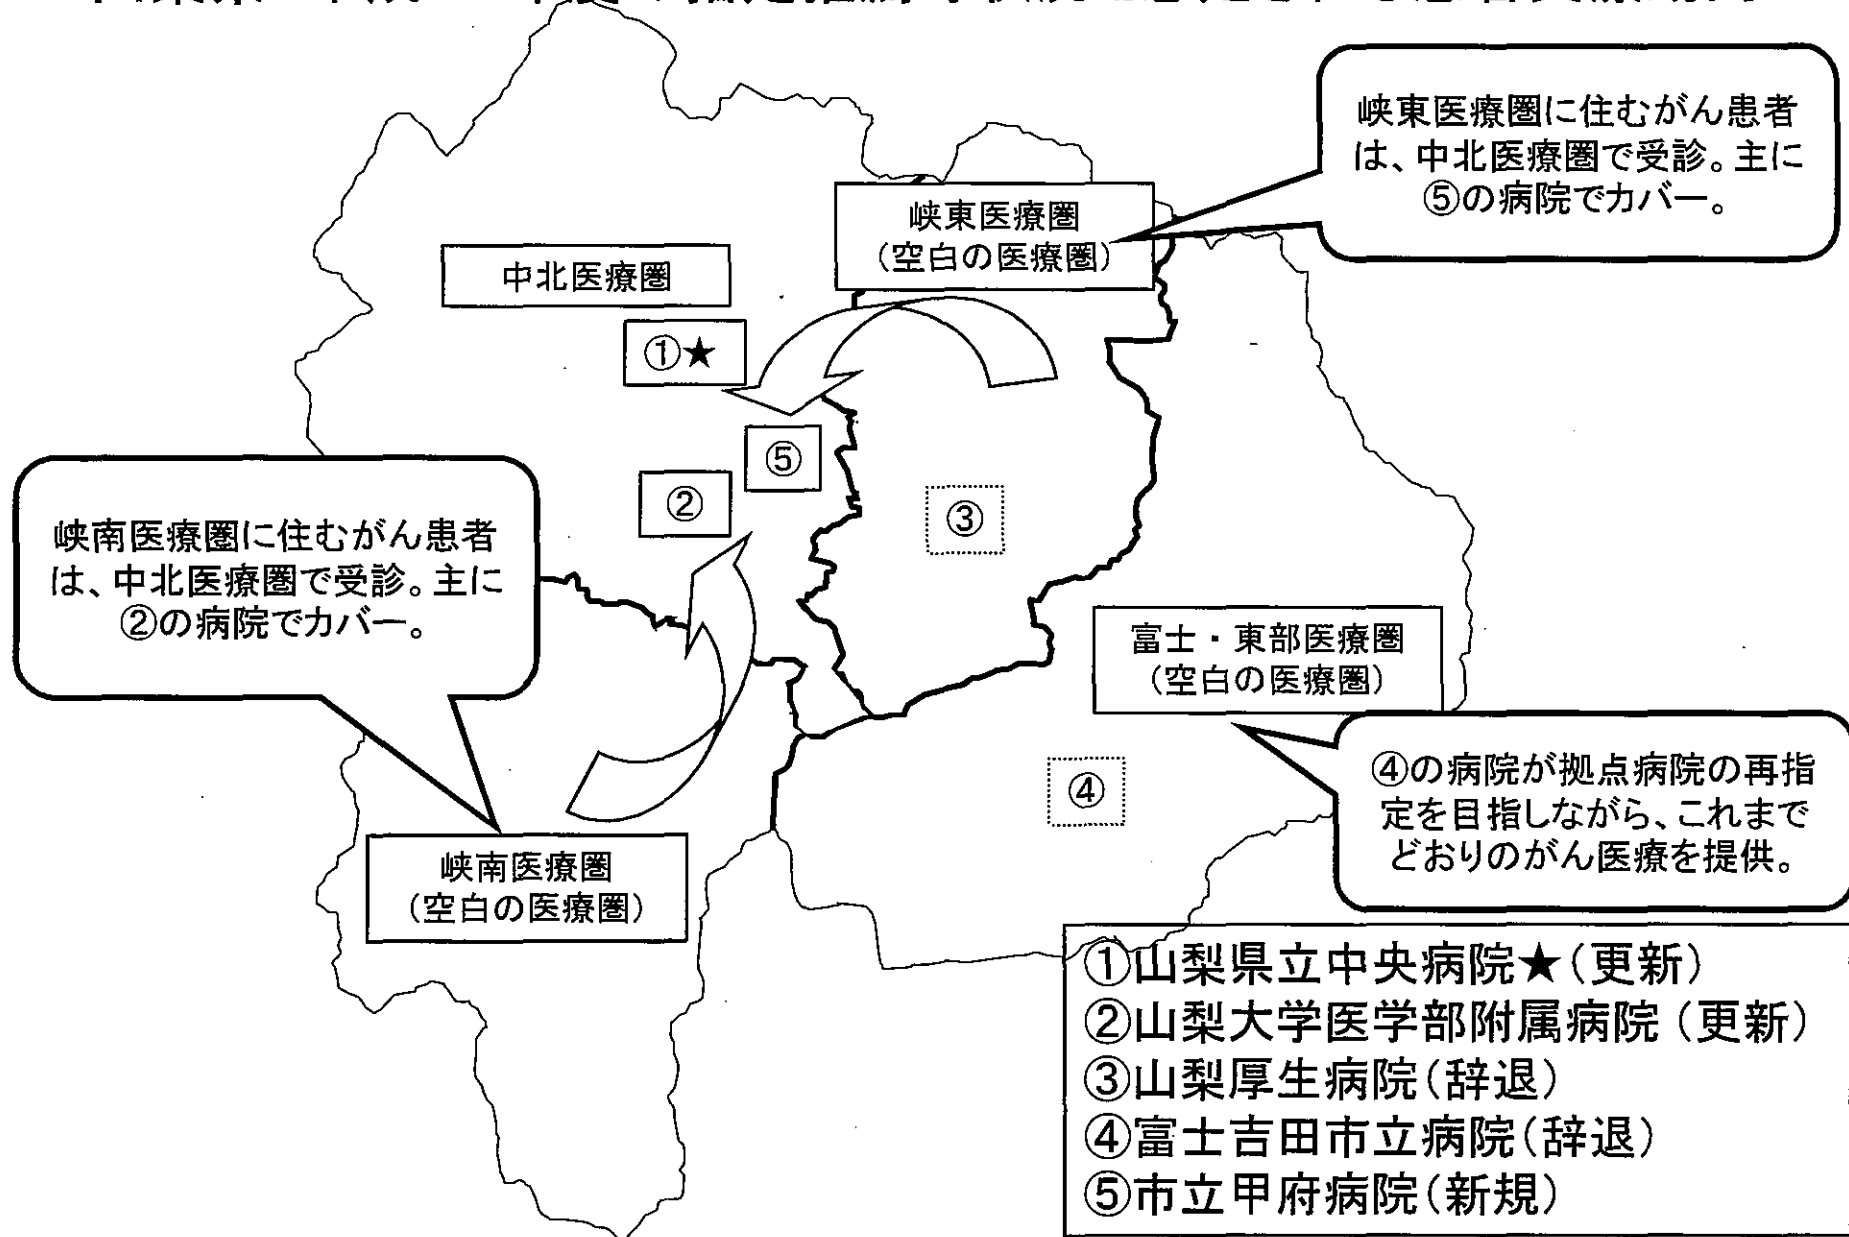 峡東医療圏に住むがん患者
は、中北医療圏で受診。主に
⑤の病院でカバー。
峡東医療圏
(空白の医療圏)
中北医療圏
①★
⑤
②
③
峡南医療圏に住むがん患者
は、中北医療圏で受診。主に
②の病院でカバー。
富士・東部医療圏
(空白の医療圏)
④の病院が拠点病院の再指
定を目指しながら、これまで
どおりのがん医療を提供。
④
峡南医療圏
(空白の医療圏)
①山梨県立中央病院★(更新)
②山梨大学医学部附属病院(更新)
③山梨厚生病院(辞退)
④富士吉田市立病院(辞退)
⑤市立甲府病院(新規)